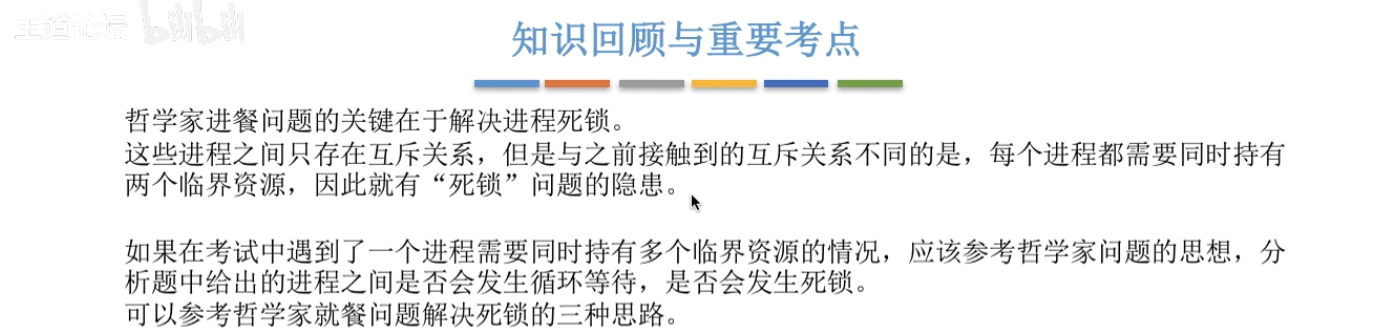 王道论坛 bilibili
知识回顾与重要考点
哲学家进餐问题的关键在于解决进程死锁。
这些进程之间只存在互斥关系，但是与之前接触到的互斥关系不同的是，每个进程都需要同时持有
两个临界资源，因此就有“死锁”问题的隐患。
如果在考试中遇到了一个进程需要同时持有多个临界资源的情况，应该参考哲学家问题的思想，分
析题中给出的进程之间是否会发生循环等待，是否会发生死锁。
可以参考哲学家就餐问题解决死锁的三种思路。